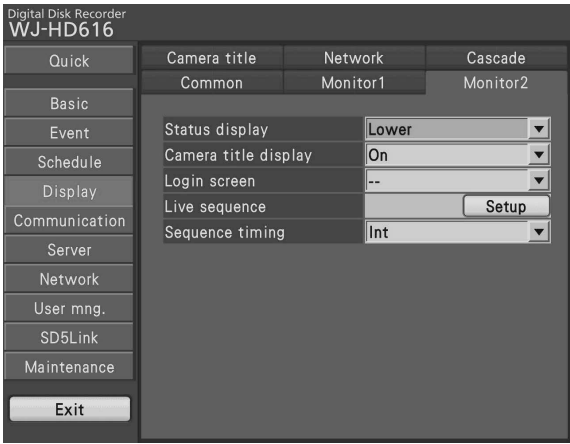 Digital Disk Recorder
WJ-HD616
Quick
Basic
Event
Schedule
Display
Communication
Server
Network
User mng.
SD5Link
Maintenance
Exit
Camera title Network Cascade
Common Monitor1 Monitor2
Status display Lower
Camera title display On
Login screen --
Live sequence Setup
Sequence timing Int